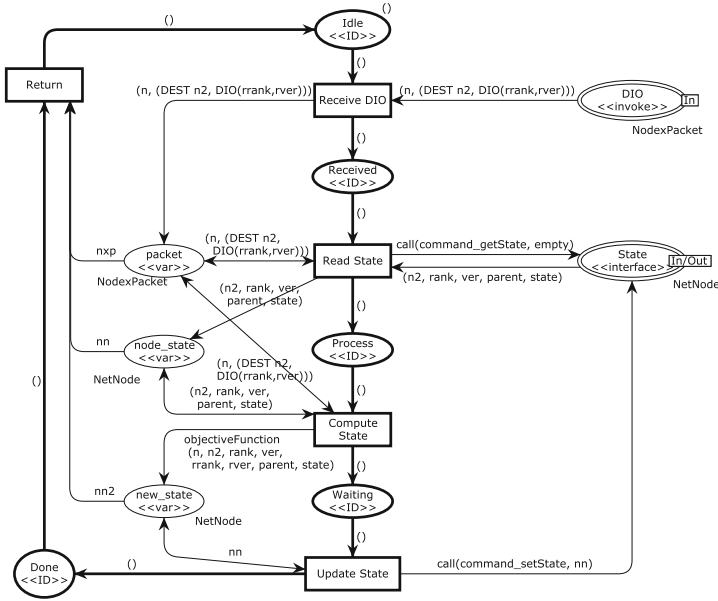 ()
()
Idle
<<ID>>
()
Return
(n, (DEST n2, DIO(rrank,rver)))
Receive DIO
(n, (DEST n2, DIO(rrank,rver)))
DIO
<<invoke>>
In
NodexPacket
()
Received
<<ID>>
()
nxp
packet
<<var>>
NodexPacket
(n, (DEST n2,
DIO(rrank,rver)))
Read State
call(command_getState, empty)
(n2, rank, ver, parent, state)
State
<<interface>>
In/Out
NetNode
(n2, rank, ver,
parent, state)
()
nn
node_state
<<var>>
NetNode
Process
<<ID>>
(n, (DEST n2,
DIO(rrank,rver)))
()
()
(n2, rank, ver,
parent, state)
Compute
State
objectiveFunction
(n, n2, rank, ver,
rrank, rver, parent, state)
()
nn2
new_state
<<var>>
NetNode
Waiting
<<ID>>
()
nn
Done
<<ID>>
()
Update State
call(command_setState, nn)